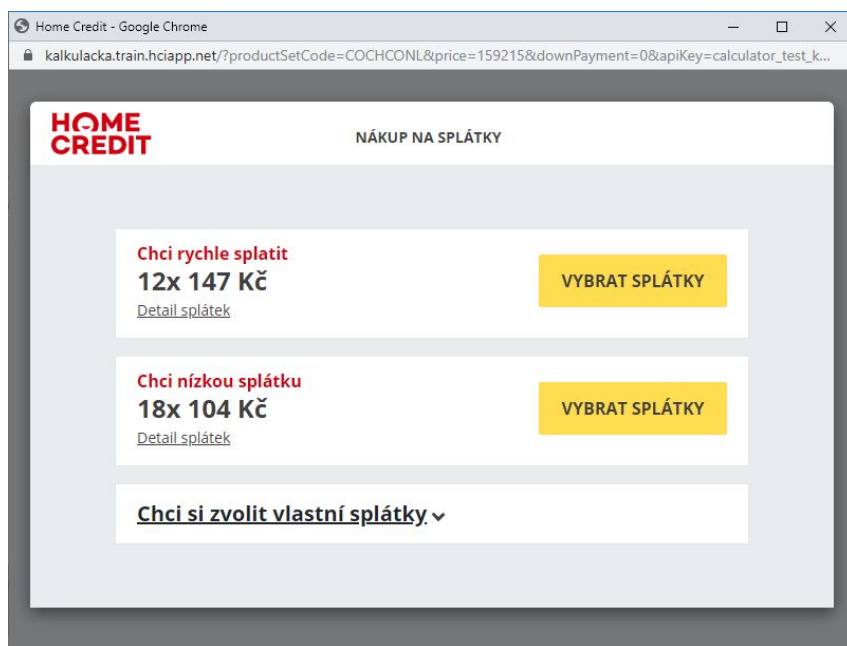 Home Credit - Google Chrome
kalkulacka.train.hciapp.net/?productSetCode=COCHCONL&price=159215&downPayment=0&apiKey=calculator_test_k...
HOME
CREDIT
NÁKUP NA SPLÁTKY
Chci rychle splatit
12x 147 Kč
Detail splátek
VYBRAT SPLÁTKY
Chci nízkou splátku
18x 104 Kč
Detail splátek
VYBRAT SPLÁTKY
Chci si zvolit vlastní splátky